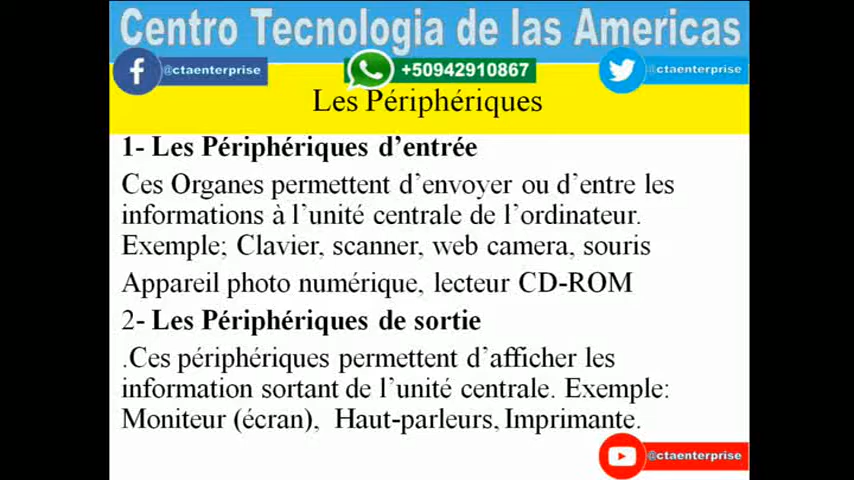 Centro Tecnologia de las Americas
@ctaenterprise
+50942910867
@ctaenterprise
Les Périphériques
1- Les Périphériques d’entrée
Ces Organes permettent d’envoyer ou d’entre les
informations à l’unité centrale de l’ordinateur.
Exemple; Clavier, scanner, web camera, souris
Appareil photo numérique, lecteur CD-ROM
2- Les Périphériques de sortie
.Ces périphériques permettent d’afficher les
information sortant de l’unité centrale. Exemple:
Moniteur (écran), Haut-parleurs, Imprimante.
@ctaenterprise